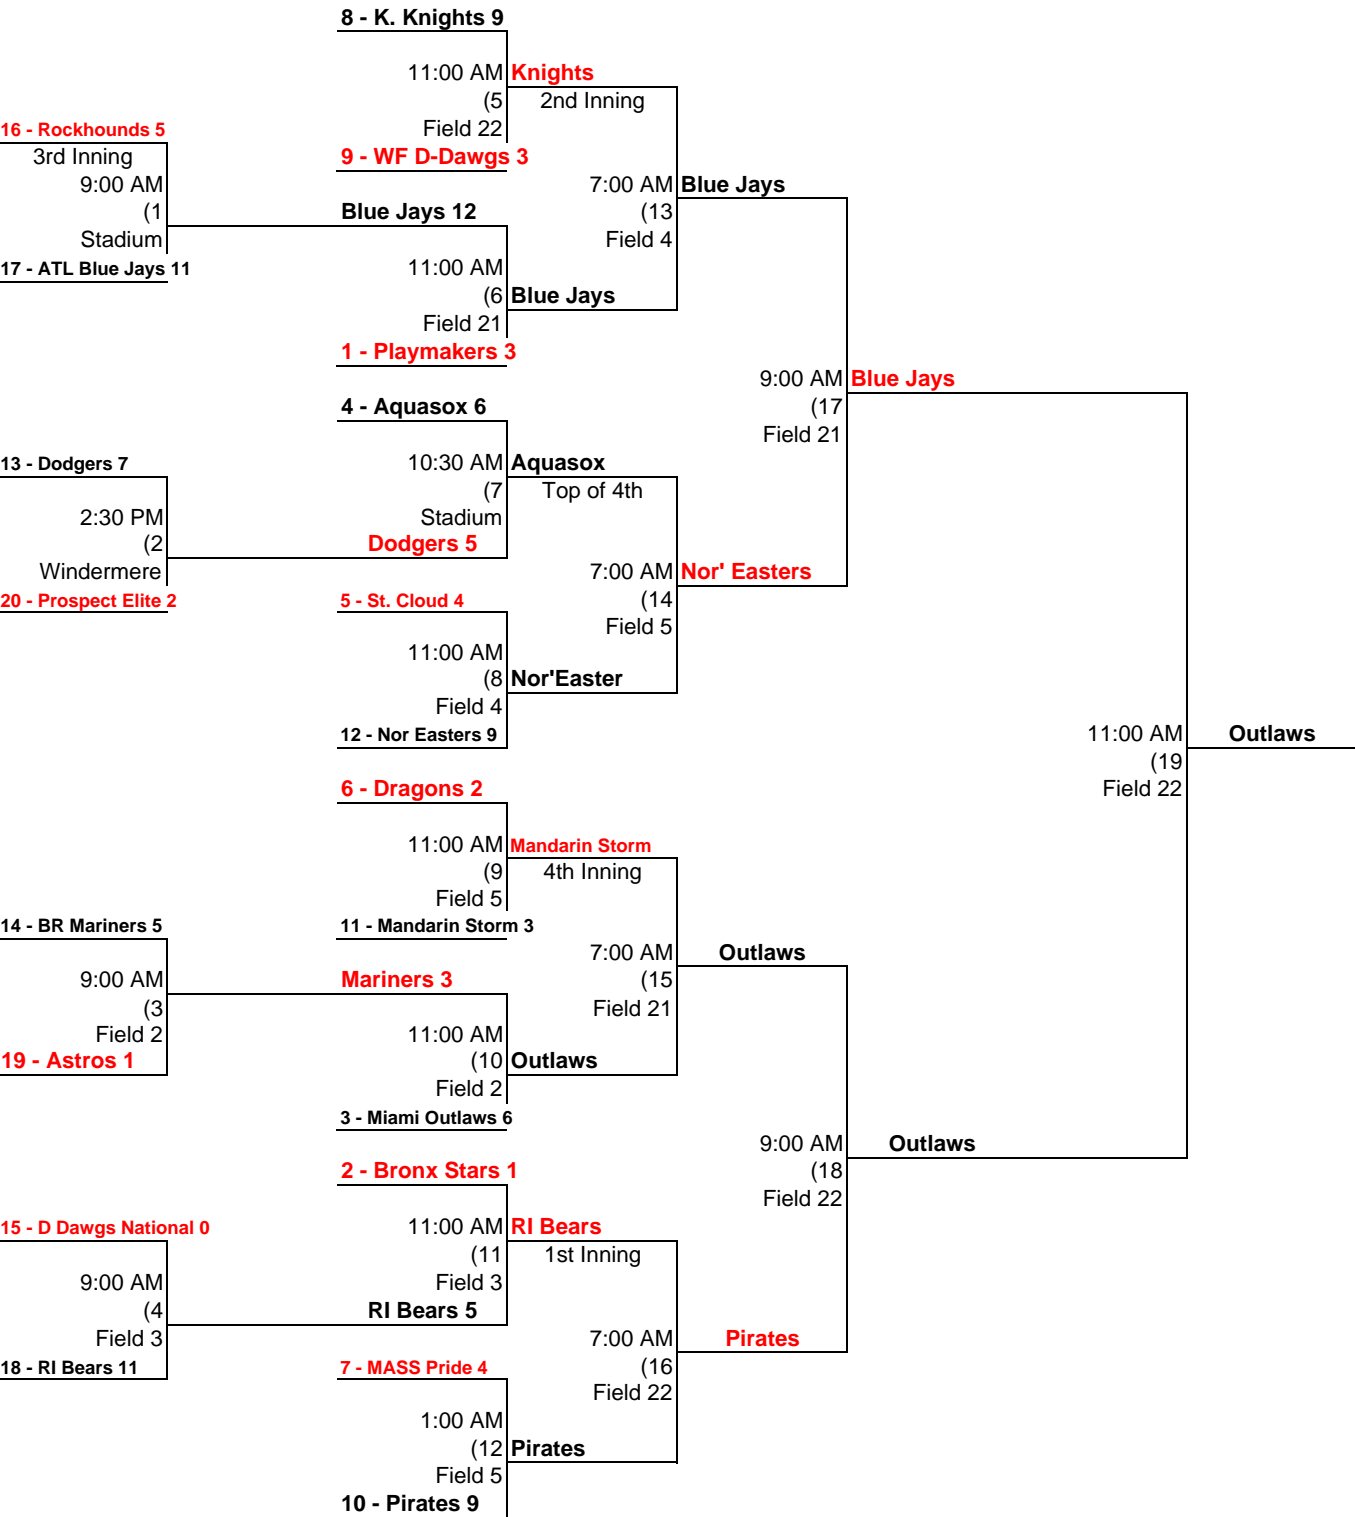 8 - K. Knights 9
11:00 AM Knights
(5 2nd Inning
16 - Rockhounds 5 Field 22
3rd Inning 9 - WF D-Dawgs 3
9:00 AM 7:00 AM Blue Jays
(1 Blue Jays 12 (13
Stadium Field 4
17 - ATL Blue Jays 11 11:00 AM
(6 Blue Jays
Field 21
1 - Playmakers 3
9:00 AM Blue Jays
4 - Aquasox 6 (17
Field 21
13 - Dodgers 7 10:30 AM Aquasox
(7 Top of 4th
2:30 PM Stadium
(2 Dodgers 5
Windermere 7:00 AM Nor' Easters
20 - Prospect Elite 2 5 - St. Cloud 4 (14
Field 5
11:00 AM
(8 Nor'Easter
Field 4
12 - Nor Easters 9 11:00 AM Outlaws
(19
6 - Dragons 2 Field 22
11:00 AM Mandarin Storm
(9 4th Inning
Field 5
14 - BR Mariners 5 11 - Mandarin Storm 3
7:00 AM Outlaws
9:00 AM Mariners 3 (15
(3 Field 21
Field 2 11:00 AM
19 - Astros 1 (10 Outlaws
Field 2
3 - Miami Outlaws 6
9:00 AM Outlaws
2 - Bronx Stars 1 (18
Field 22
15 - D Dawgs National 0 11:00 AM RI Bears
(11 1st Inning
9:00 AM Field 3
(4 RI Bears 5
Field 3 7:00 AM Pirates
18 - RI Bears 11 7 - MASS Pride 4 (16
Field 22
1:00 AM
(12 Pirates
Field 5
10 - Pirates 9